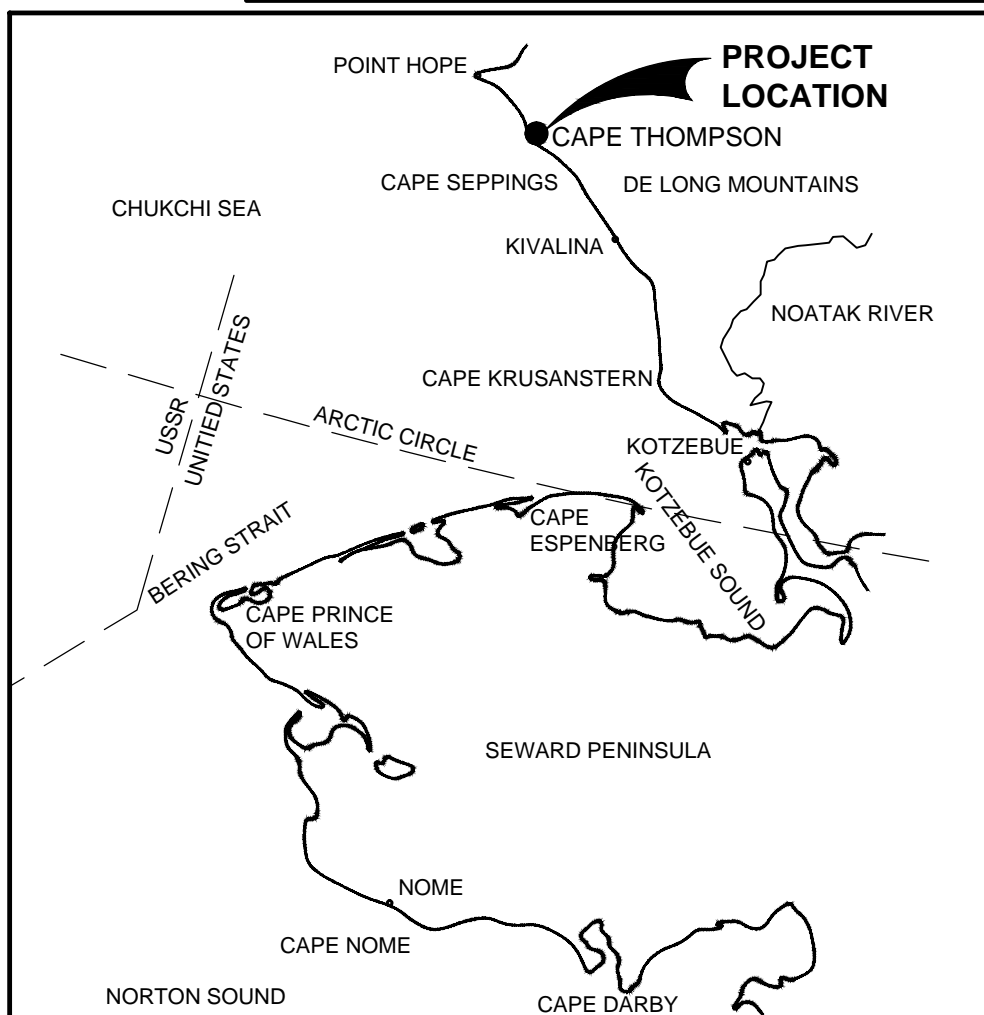 POINT HOPE
PROJECT
LOCATION
CAPE THOMPSON
CAPE SEPPINGS
DE LONG MOUNTAINS
CHUKCHI SEA
KIVALINA
NOATAK RIVER
CAPE KRUSANSTERN
USSR
UNITIED STATES
ARCTIC CIRCLE
KOTZEBUE
KOTZEBUE SOUND
CAPE
ESPENBERG
BERING STRAIT
CAPE PRINCE
OF WALES
SEWARD PENINSULA
NOME
CAPE NOME
NORTON SOUND
CAPE DARBY